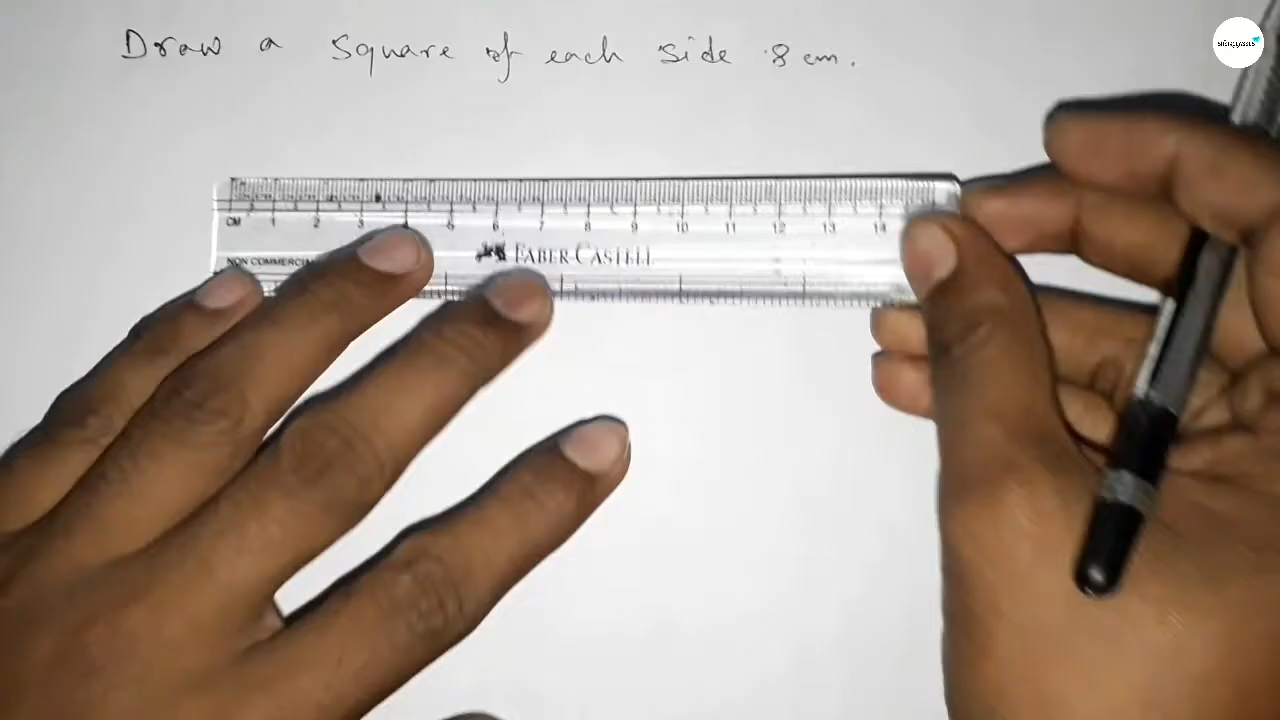 Draw a square of each side 8 cm.
1 2 3 4 5 6 7 8 9 10 11 12 13 14
CM
FABER-CASTELL
NON COMMERCIAL